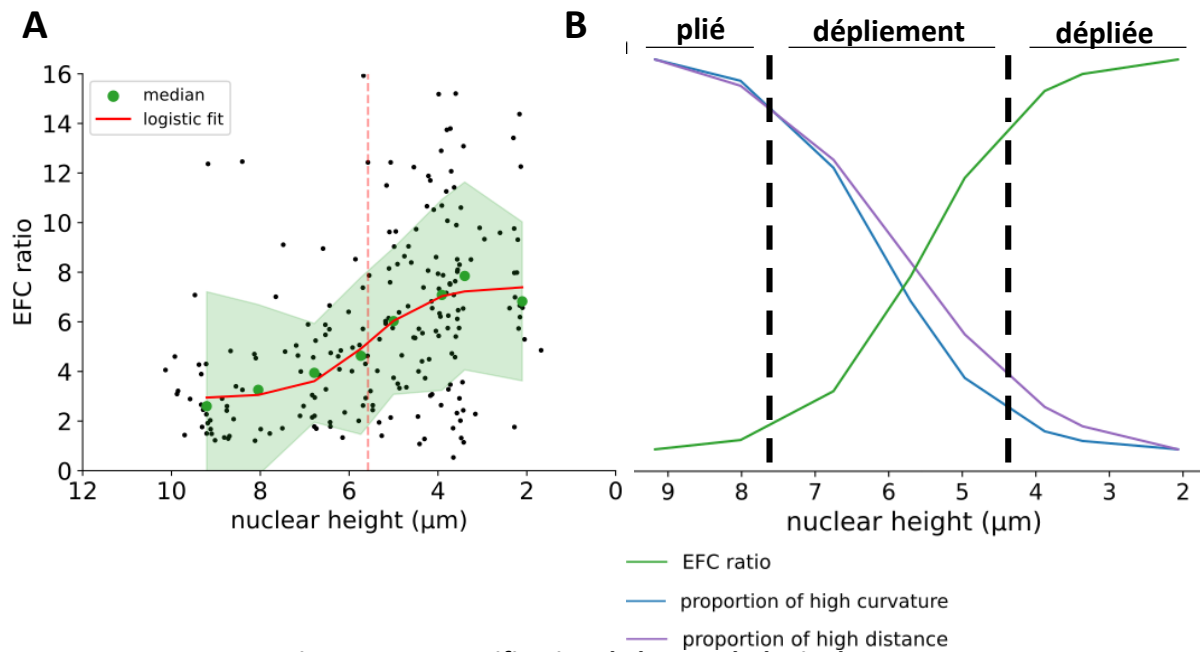 A
B
plié
dépliement
dépliée
16
14
12
10
8
6
4
2
0
EFC ratio
median
logistic fit
12
10
8
6
4
2
0
nuclear height (µm)
9
8
7
6
5
4
3
2
nuclear height (µm)
EFC ratio
proportion of high curvature
proportion of high distance